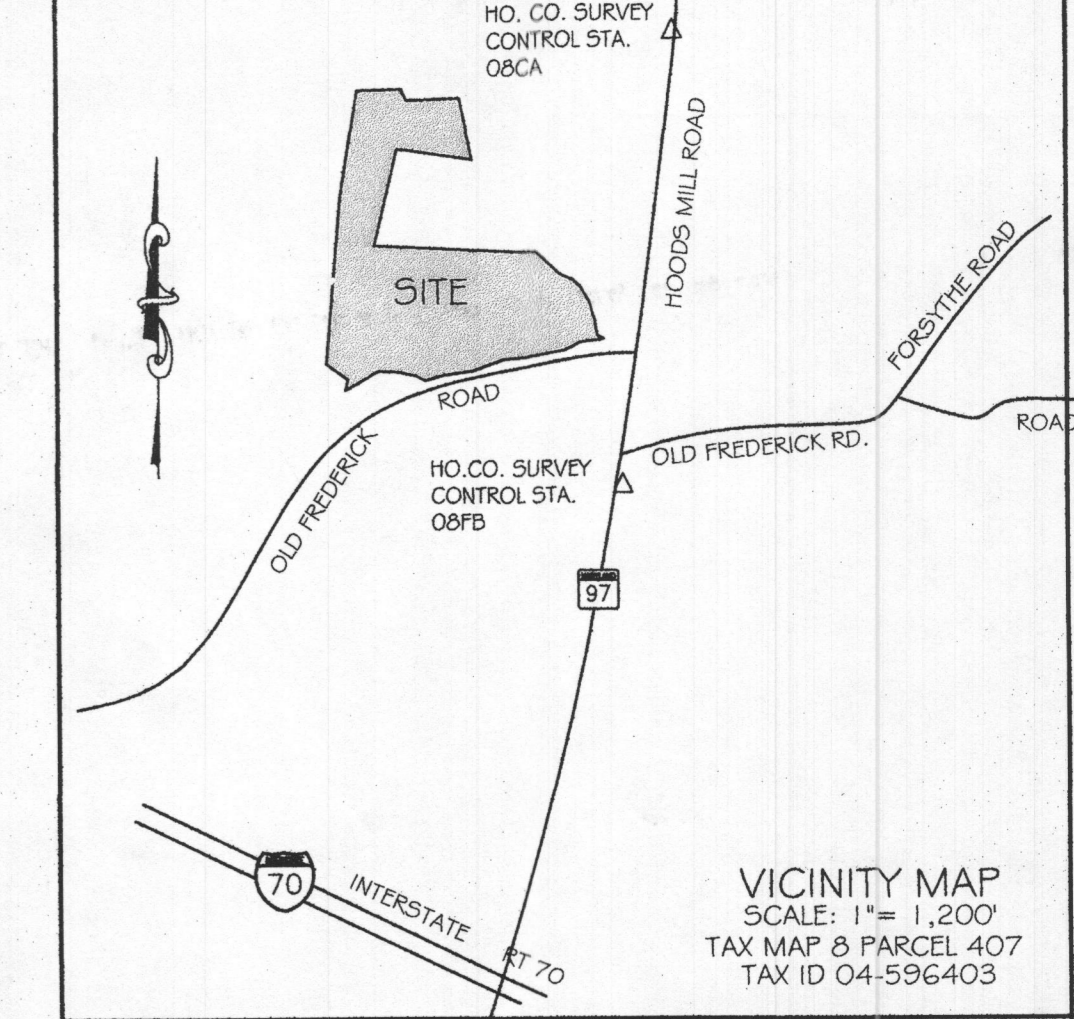 HO. CO. SURVEY
CONTROL STA.
08CA
HOODS MILL ROAD
SITE
FORSYTHE ROAD
ROAD
OLD FREDERICK
OLD FREDERICK RD.
ROAD
HO.CO. SURVEY
CONTROL STA.
08FB
97
70
INTERSTATE
RT 70
VICINITY MAP
SCALE: 1"= 1,200'
TAX MAP 8 PARCEL 407
TAX ID 04-596403